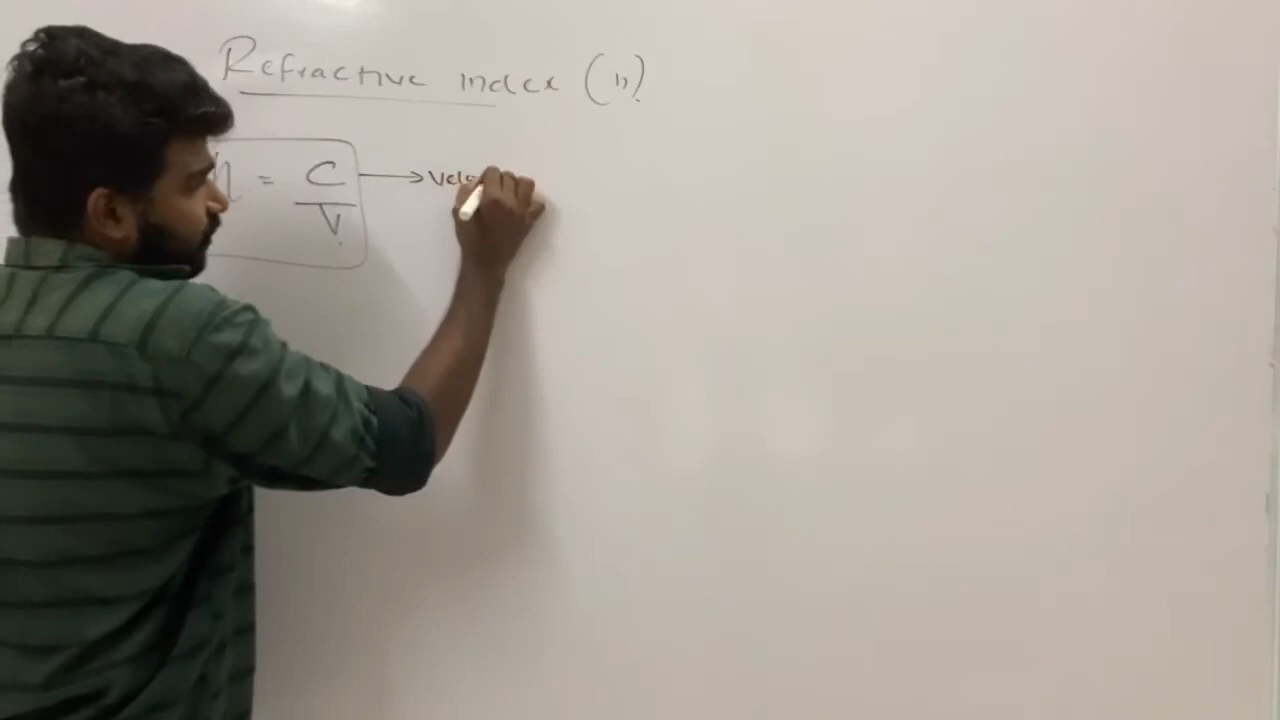 Refractive index (n)
n = C/V → Velo